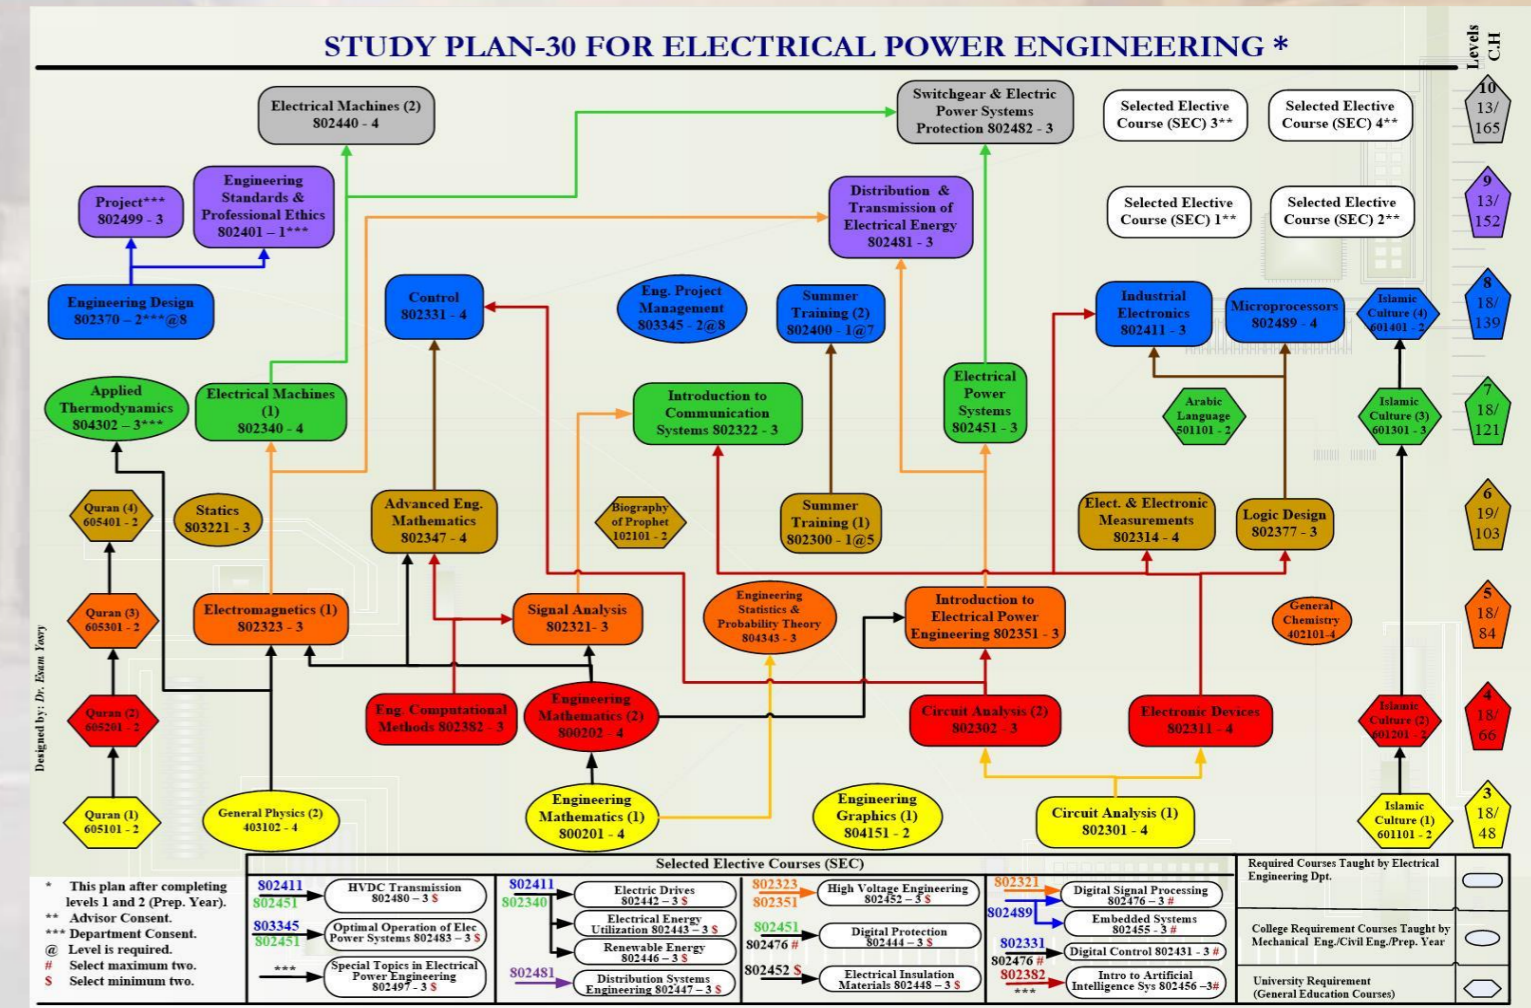 STUDY PLAN-30 FOR ELECTRICAL POWER ENGINEERING *
Levels
C.H
Electrical Machines (2)
802440 - 4
Switchgear & Electric
Power Systems
Protection 802482 - 3
Selected Elective
Course (SEC) 3**
Selected Elective
Course (SEC) 4**
10
13/
165
Project***
802499 - 3
Engineering
Standards &
Professional Ethics
802401 – 1***
Distribution &
Transmission of
Electrical Energy
802481 - 3
Selected Elective
Course (SEC) 1**
Selected Elective
Course (SEC) 2**
9
13/
152
Engineering Design
802370 – 2***@8
Control
802331 - 4
Eng. Project
Management
803345 - 2@8
Summer
Training (2)
802400 - 1@7
Industrial
Electronics
802411 - 3
Microprocessors
802489 - 4
Islamic
Culture (4)
601401 - 2
8
18/
139
Applied
Thermodynamics
804302 – 3***
Electrical Machines
(1)
802340 - 4
Introduction to
Communication
Systems 802322 - 3
Electrical
Power
Systems
802451 - 3
Arabic
Language
501101 - 2
Islamic
Culture (3)
601301 - 3
7
18/
121
Quran (4)
605401 - 2
Statics
803221 - 3
Advanced Eng.
Mathematics
802347 - 4
Biography
of Prophet
102101 - 2
Summer
Training (1)
802300 - 1@5
Elect. & Electronic
Measurements
802314 - 4
Logic Design
802377 - 3
6
19/
103
Quran (3)
605301 - 2
Electromagnetics (1)
802323 - 3
Signal Analysis
802321- 3
Engineering
Statistics &
Probability Theory
804343 - 3
Introduction to
Electrical Power
Engineering 802351 - 3
General
Chemistry
402101-4
5
18/
84
Quran (2)
605201 - 2
Eng. Computational
Methods 802382 - 3
Engineering
Mathematics (2)
800202 - 4
Circuit Analysis (2)
802302 - 3
Electronic Devices
802311 - 4
Islamic
Culture (2)
601201 - 2
4
18/
66
Quran (1)
605101 - 2
General Physics (2)
403102 - 4
Engineering
Mathematics (1)
800201 - 4
Engineering
Graphics (1)
804151 - 2
Circuit Analysis (1)
802301 - 4
Islamic
Culture (1)
601101 - 2
3
18/
48
Designed by: Dr. Esam Yosry
* This plan after completing
levels 1 and 2 (Prep. Year).
** Advisor Consent.
*** Department Consent.
@ Level is required.
# Select maximum two.
$ Select minimum two.
Selected Elective Courses (SEC)
802411
802451
HVDC Transmission
802480 – 3 $
803345
802451
Optimal Operation of Elec
Power Systems 802483 – 3 $
***
Special Topics in Electrical
Power Engineering
802497 - 3 $
802411
802340
Electric Drives
802442 – 3 $
Electrical Energy
Utilization 802443 – 3 $
Renewable Energy
802446 – 3 $
802481
Distribution Systems
Engineering 802447 – 3 $
802323
802351
High Voltage Engineering
802452 – 3 $
802451
802476 #
Digital Protection
802444 – 3 $
802452 $
Electrical Insulation
Materials 802448 – 3 $
802321
802489
Digital Signal Processing
802476 – 3 #
Embedded Systems
802455 - 3 #
802331
802476 #
Digital Control 802431 - 3 #
802382
***
Intro to Artificial
Intelligence Sys 802456 –3#
Required Courses Taught by Electrical
Engineering Dpt.
College Requirement Courses Taught by
Mechanical Eng./Civil Eng./Prep. Year
University Requirement
(General Education Courses)